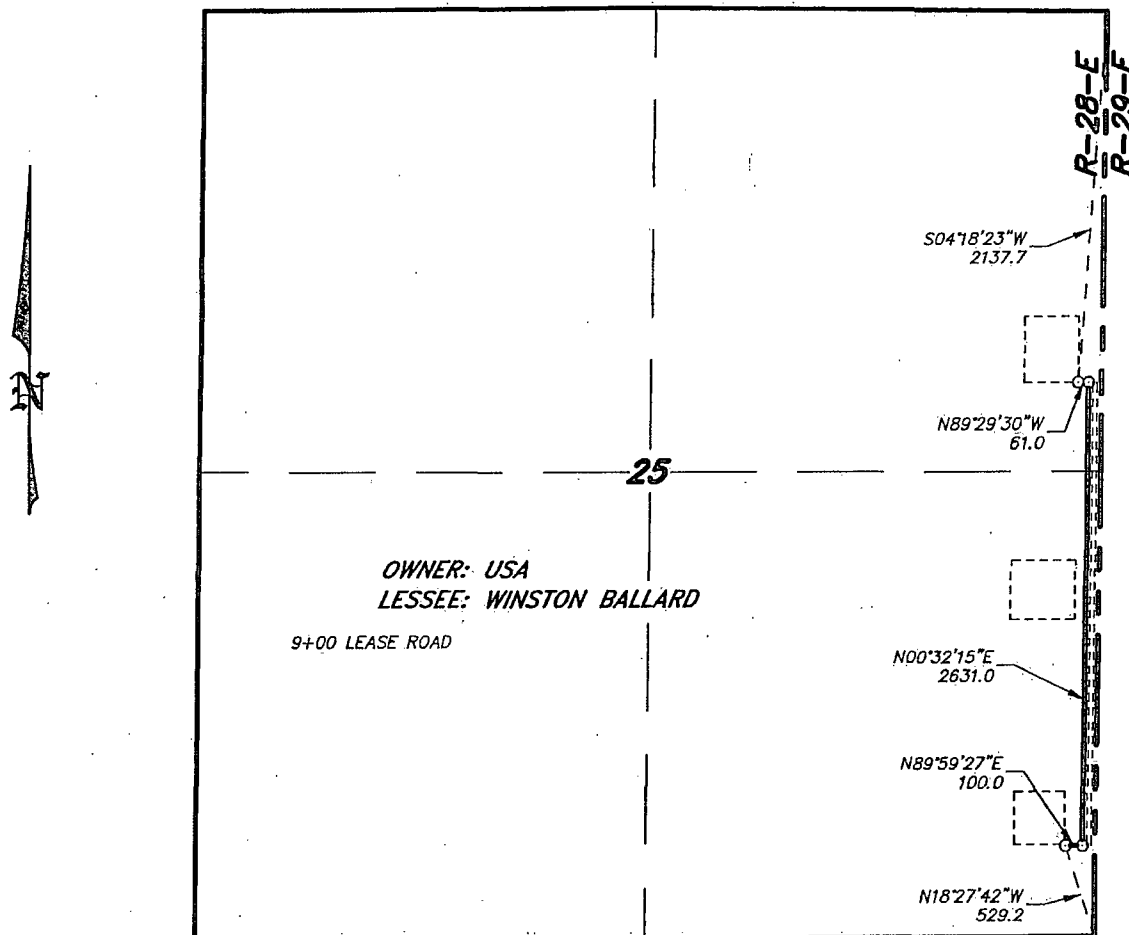 R-28-E
R-29-E
S04°18'23"W
2137.7
N
N89°29'30"W
61.0
25
OWNER: USA
LESSEE: WINSTON BALLARD
9+00 LEASE ROAD
N00°32'15"E
2631.0
N89°59'27"E
100.0
N18°27'42"W
529.2